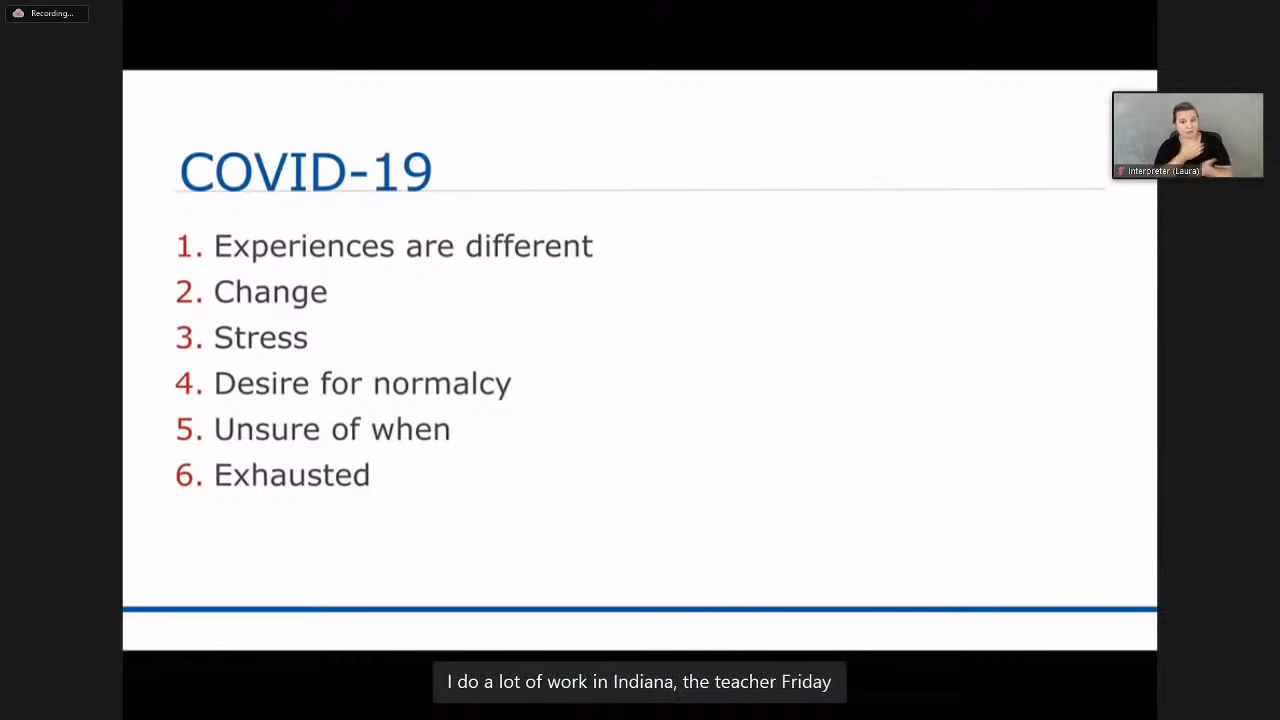 Recording...
COVID-19
Interpreter (Laura)
1. Experiences are different
2. Change
3. Stress
4. Desire for normalcy
5. Unsure of when
6. Exhausted
I do a lot of work in Indiana, the teacher Friday